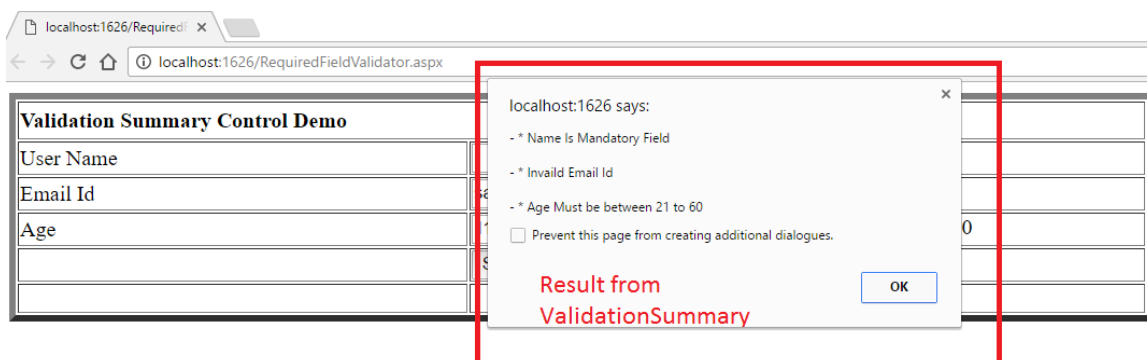 localhost:1626/RequiredF
localhost:1626/RequiredFieldValidator.aspx
Validation Summary Control Demo
User Name
Email Id
Age
localhost:1626 says:
- * Name Is Mandatory Field
- * Invaild Email Id
- * Age Must be between 21 to 60
Prevent this page from creating additional dialogues.
OK
Result from
ValidationSummary